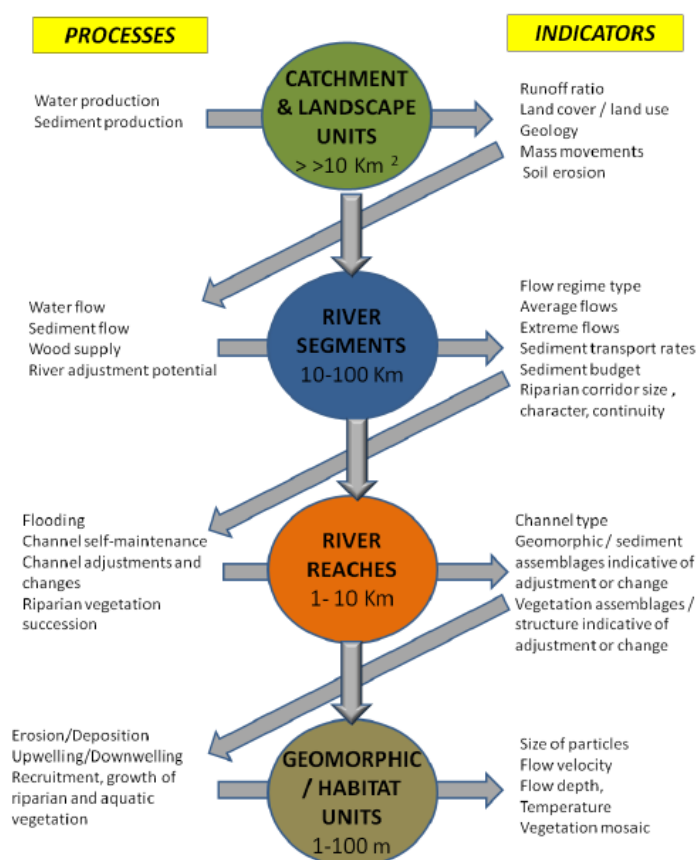 PROCESSES
INDICATORS
Water production
Sediment production
CATCHMENT
& LANDSCAPE
UNITS
> >10 Km 2
Runoff ratio
Land cover / land use
Geology
Mass movements
Soil erosion
Water flow
Sediment flow
Wood supply
River adjustment potential
RIVER
SEGMENTS
10-100 Km
Flow regime type
Average flows
Extreme flows
Sediment transport rates
Sediment budget
Riparian corridor size ,
character, continuity
Flooding
Channel self-maintenance
Channel adjustments and
changes
Riparian vegetation
succession
RIVER
REACHES
1- 10 Km
Channel type
Geomorphic / sediment
assemblages indicative of
adjustment or change
Vegetation assemblages /
structure indicative of
adjustment or change
Erosion/Deposition
Upwelling/Downwelling
Recruitment, growth of
riparian and aquatic
vegetation
GEOMORPHIC
/ HABITAT
UNITS
1-100 m
Size of particles
Flow velocity
Flow depth,
Temperature
Vegetation mosaic